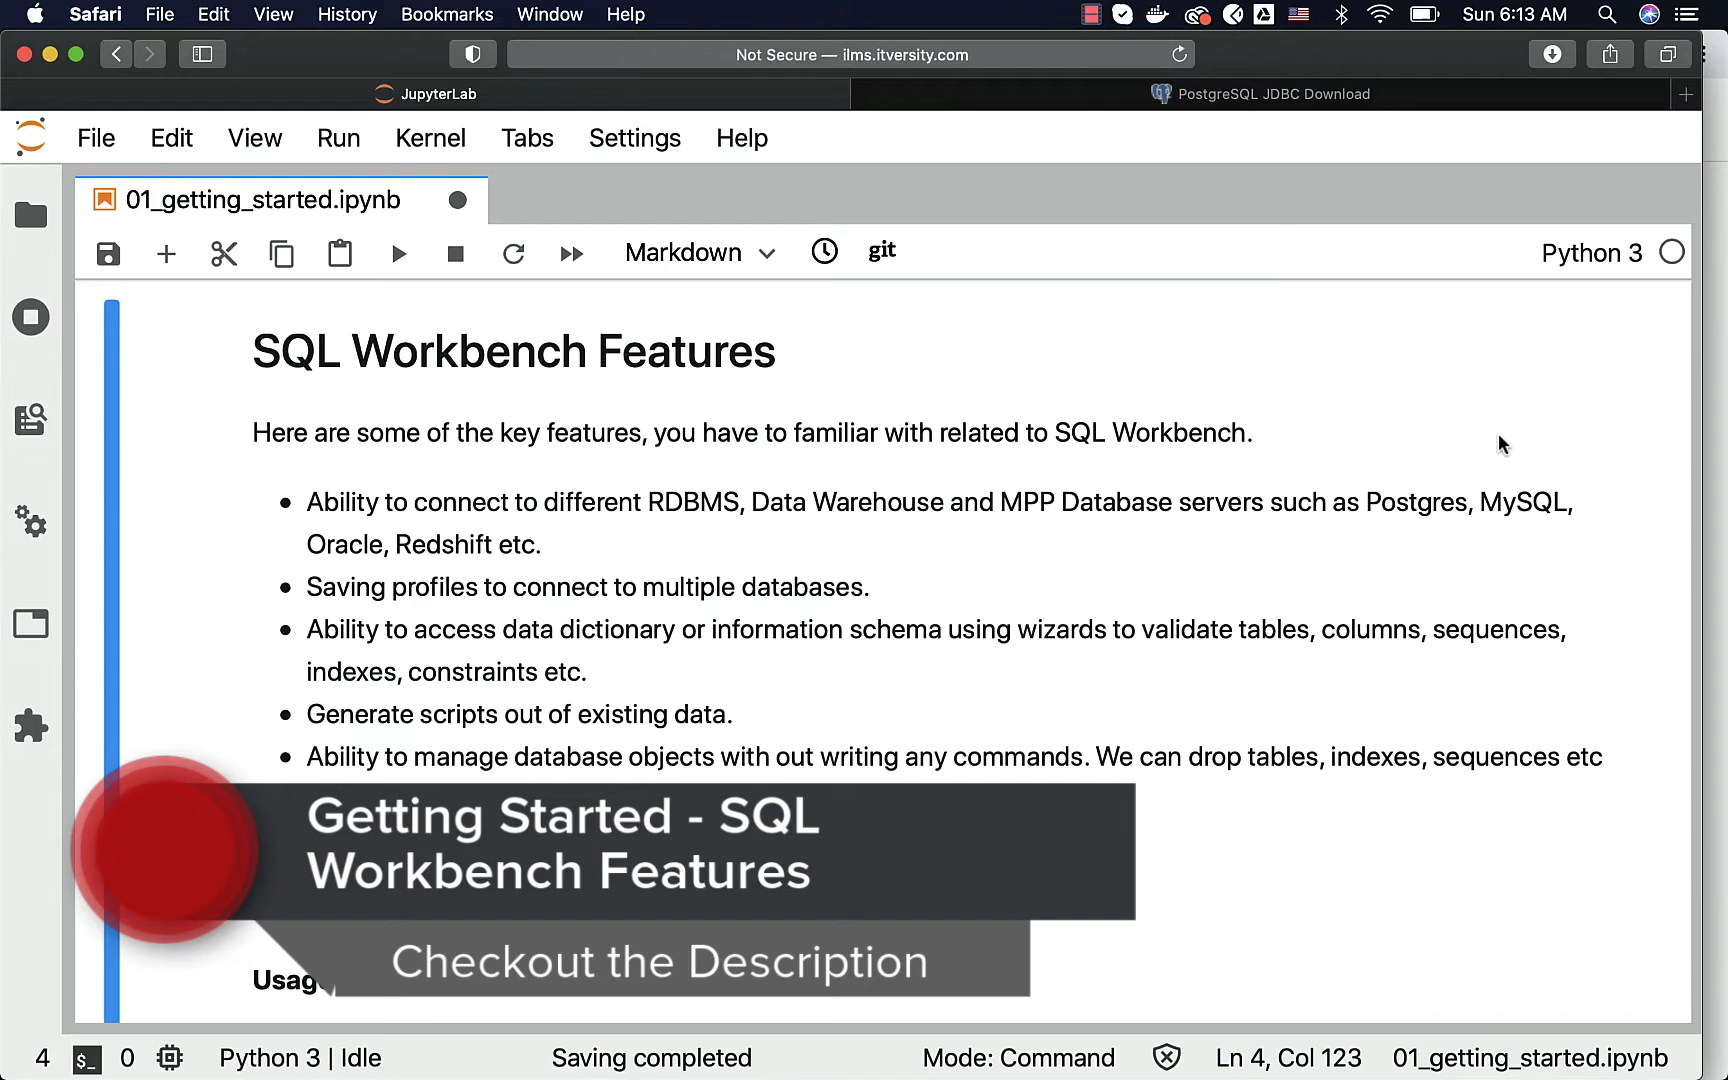 Safari File Edit View History Bookmarks Window Help Sun 6:13 AM
Not Secure — ilms.itversity.com
JupyterLab PostgreSQL JDBC Download
File Edit View Run Kernel Tabs Settings Help
01_getting_started.ipynb
Markdown git Python 3
SQL Workbench Features
Here are some of the key features, you have to familiar with related to SQL Workbench.
• Ability to connect to different RDBMS, Data Warehouse and MPP Database servers such as Postgres, MySQL,
Oracle, Redshift etc.
• Saving profiles to connect to multiple databases.
• Ability to access data dictionary or information schema using wizards to validate tables, columns, sequences,
indexes, constraints etc.
• Generate scripts out of existing data.
• Ability to manage database objects with out writing any commands. We can drop tables, indexes, sequences etc
Getting Started - SQL
Workbench Features
Checkout the Description
4 $_ 0 Python 3 | Idle Saving completed Mode: Command Ln 4, Col 123 01_getting_started.ipynb